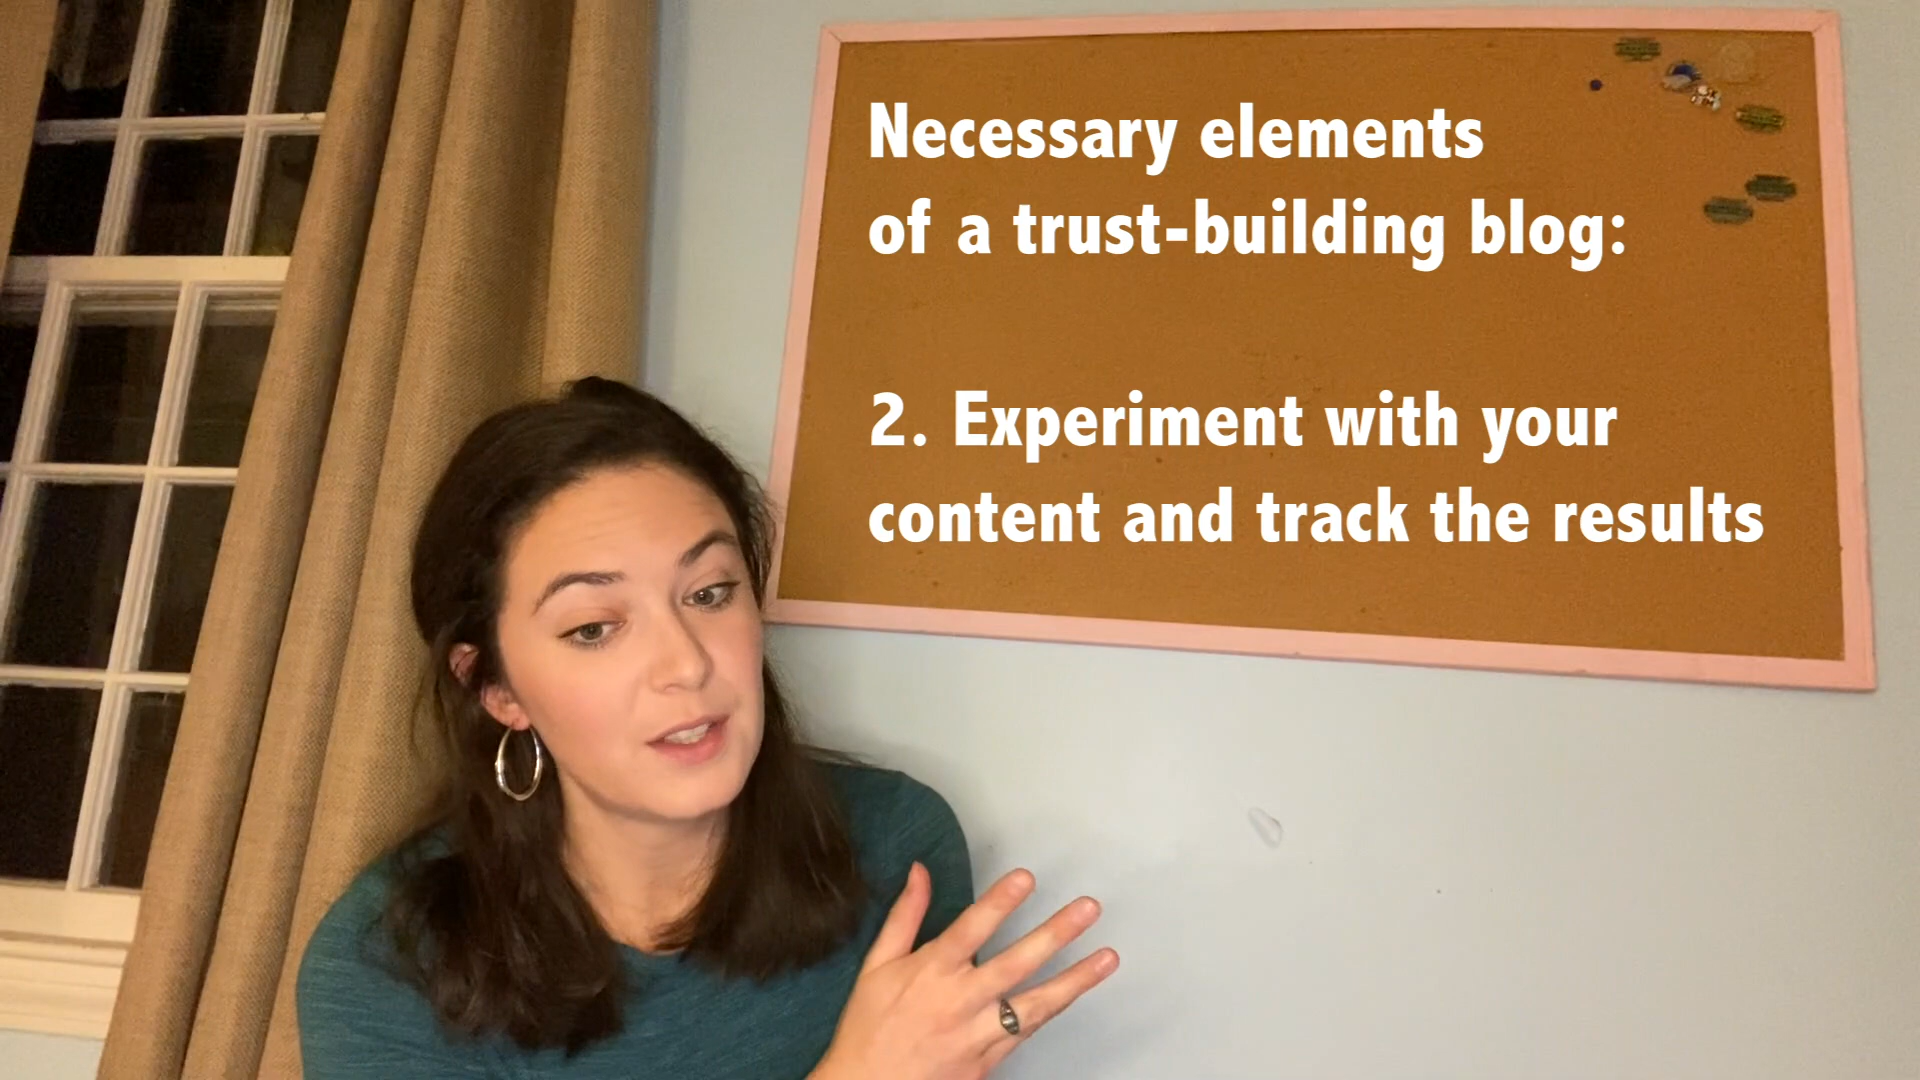 Necessary elements
of a trust-building blog:
2. Experiment with your
content and track the results